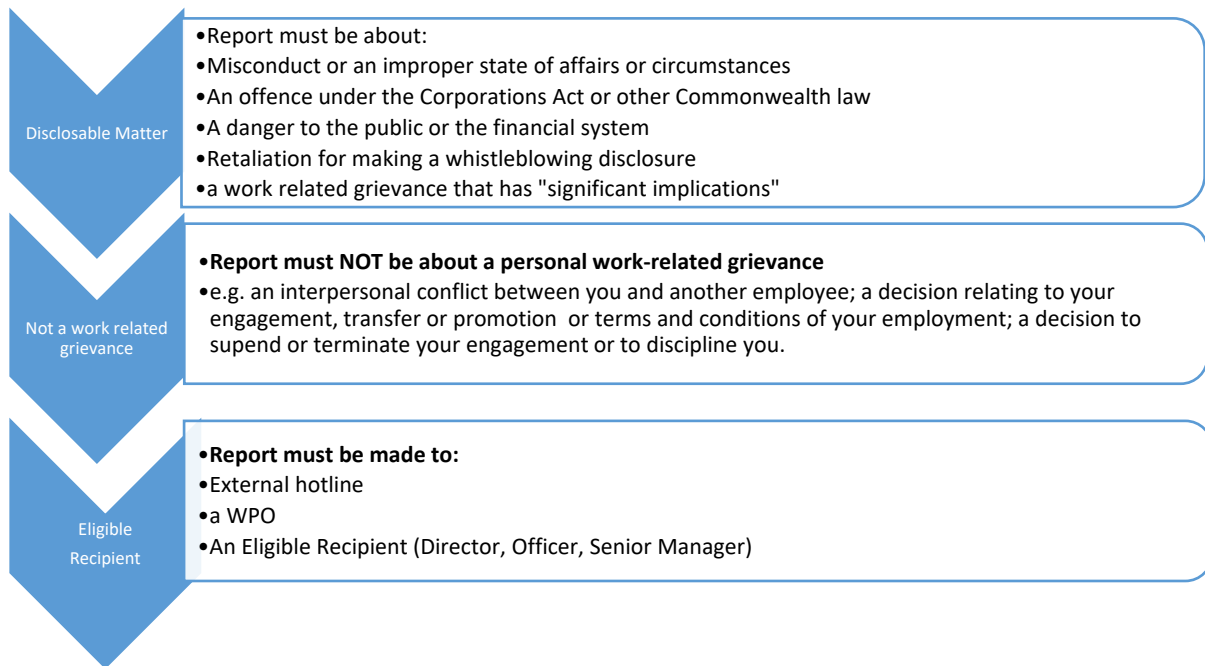 Disclosable Matter
•Report must be about:
•Misconduct or an improper state of affairs or circumstances
•An offence under the Corporations Act or other Commonwealth law
•A danger to the public or the financial system
•Retaliation for making a whistleblowing disclosure
•a work related grievance that has "significant implications"
Not a work related
grievance
•Report must NOT be about a personal work-related grievance
•e.g. an interpersonal conflict between you and another employee; a decision relating to your
engagement, transfer or promotion or terms and conditions of your employment; a decision to
supend or terminate your engagement or to discipline you.
Eligible
Recipient
•Report must be made to:
•External hotline
•a WPO
•An Eligible Recipient (Director, Officer, Senior Manager)